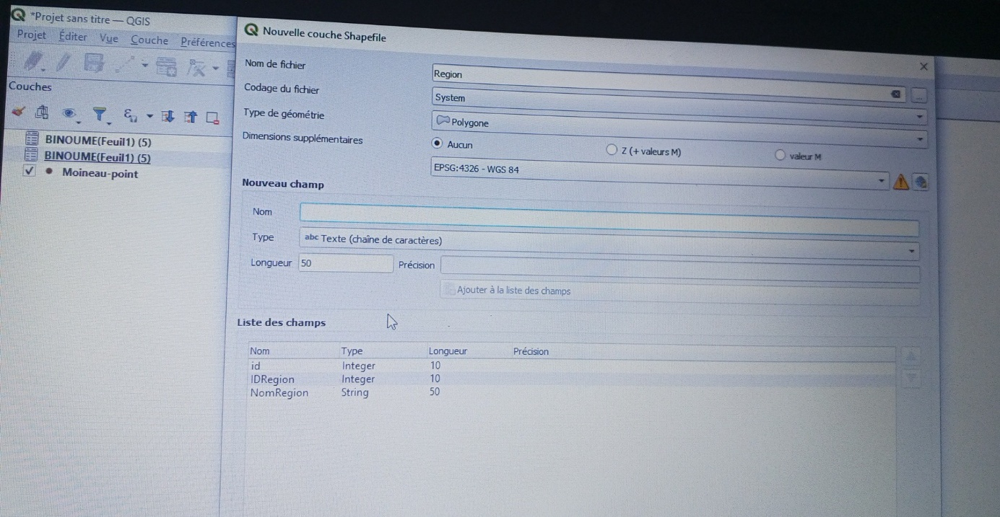 *Projet sans titre — QGIS
Projet Éditer Vue Couche Préférences
Couches
BINOUME(Feuil1) (5)
BINOUME(Feuil1) (5)
Moineau-point
Nouvelle couche Shapefile
Nom de fichier Region ...
Codage du fichier System
Type de géométrie Polygone
Dimensions supplémentaires Aucun Z (+ valeurs M) valeur M
EPSG:4326 - WGS 84
Nouveau champ
Nom
Type abc Texte (chaîne de caractères)
Longueur 50 Précision
Ajouter à la liste des champs
Liste des champs
Nom Type Longueur Précision
id Integer 10
IDRegion Integer 10
NomRegion String 50